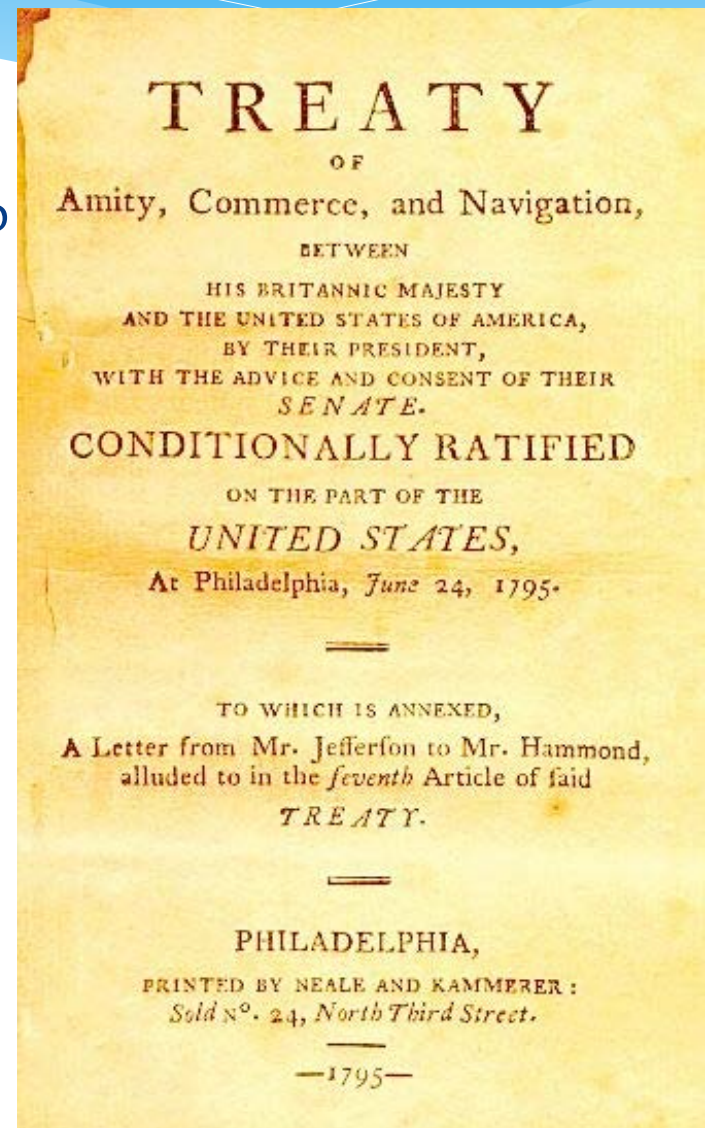 TREATY
OF
Amity, Commerce, and Navigation,
BETWEEN
HIS BRITANNIC MAJESTY
AND THE UNITED STATES OF AMERICA,
BY THEIR PRESIDENT,
WITH THE ADVICE AND CONSENT OF THEIR
SENATE.
CONDITIONALLY RATIFIED
ON THE PART OF THE
UNITED STATES,
At Philadelphia, June 24, 1795.
TO WHICH IS ANNEXED,
A Letter from Mr. Jefferſon to Mr. Hammond,
alluded to in the ſeventh Article of ſaid
TREATY.
PHILADELPHIA,
PRINTED BY NEALE AND KAMMERER:
Sold Nº. 24, North Third Street.
—1795—